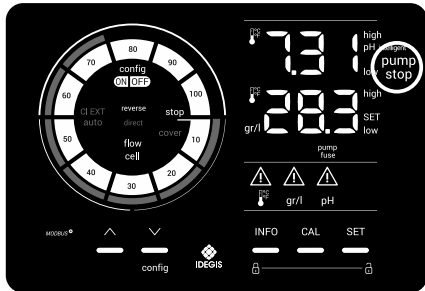 80
70
90
config
ON OFF
60
100
CI EXT
auto
reverse
direct
stop
cover
50
10
flow
cell
40
20
30
°C
°F
7.31
high
pH intelligent
low
pump
stop
°C
°F
28.3
gr/l
high
SET
low
pump
fuse
°C
°F
gr/l
pH
MODBUS
config
IDEGIS
INFO
CAL
SET